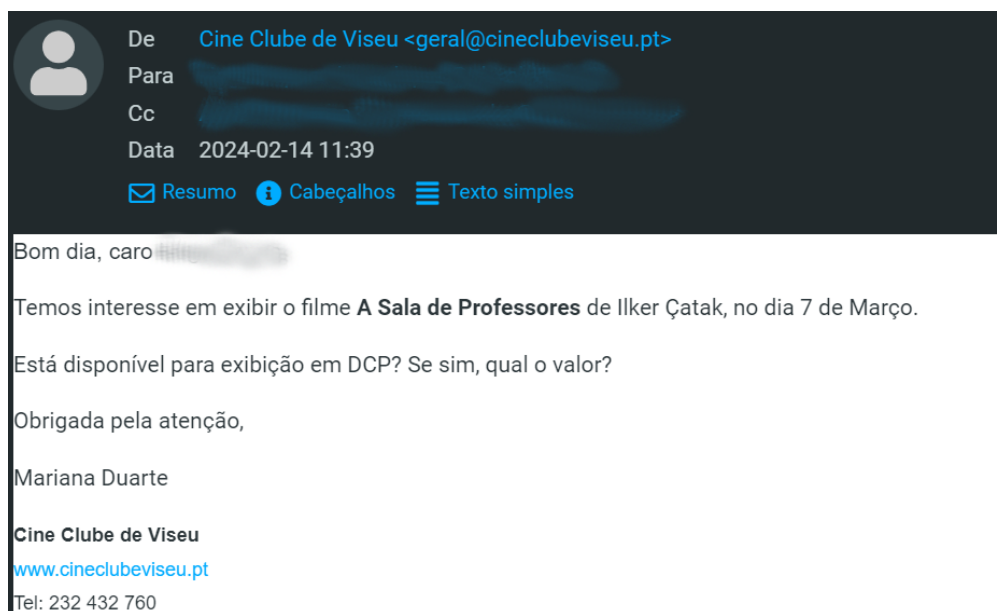 De Cine Clube de Viseu <geral@cineclubeviseu.pt>
Para
Cc
Data 2024-02-14 11:39
Resumo Cabeçalhos Texto simples
Bom dia, caro
Temos interesse em exibir o filme A Sala de Professores de Ilker Çatak, no dia 7 de Março.
Está disponível para exibição em DCP? Se sim, qual o valor?
Obrigada pela atenção,
Mariana Duarte
Cine Clube de Viseu
www.cineclubeviseu.pt
Tel: 232 432 760